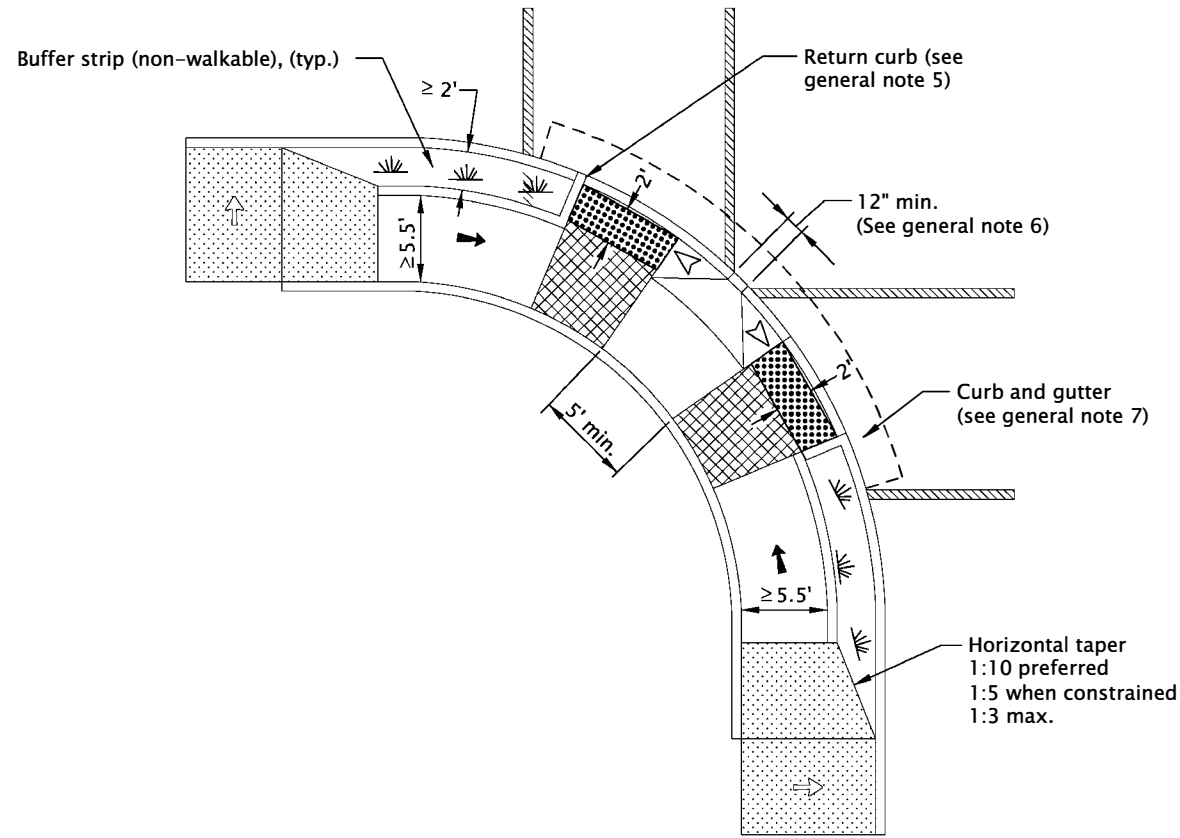 Buffer strip (non-walkable), (typ.)
≥ 2'
Return curb (see
general note 5)
2'
12" min.
(See general note 6)
≥5.5'
2'
Curb and gutter
(see general note 7)
5' min.
≥5.5'
Horizontal taper
1:10 preferred
1:5 when constrained
1:3 max.